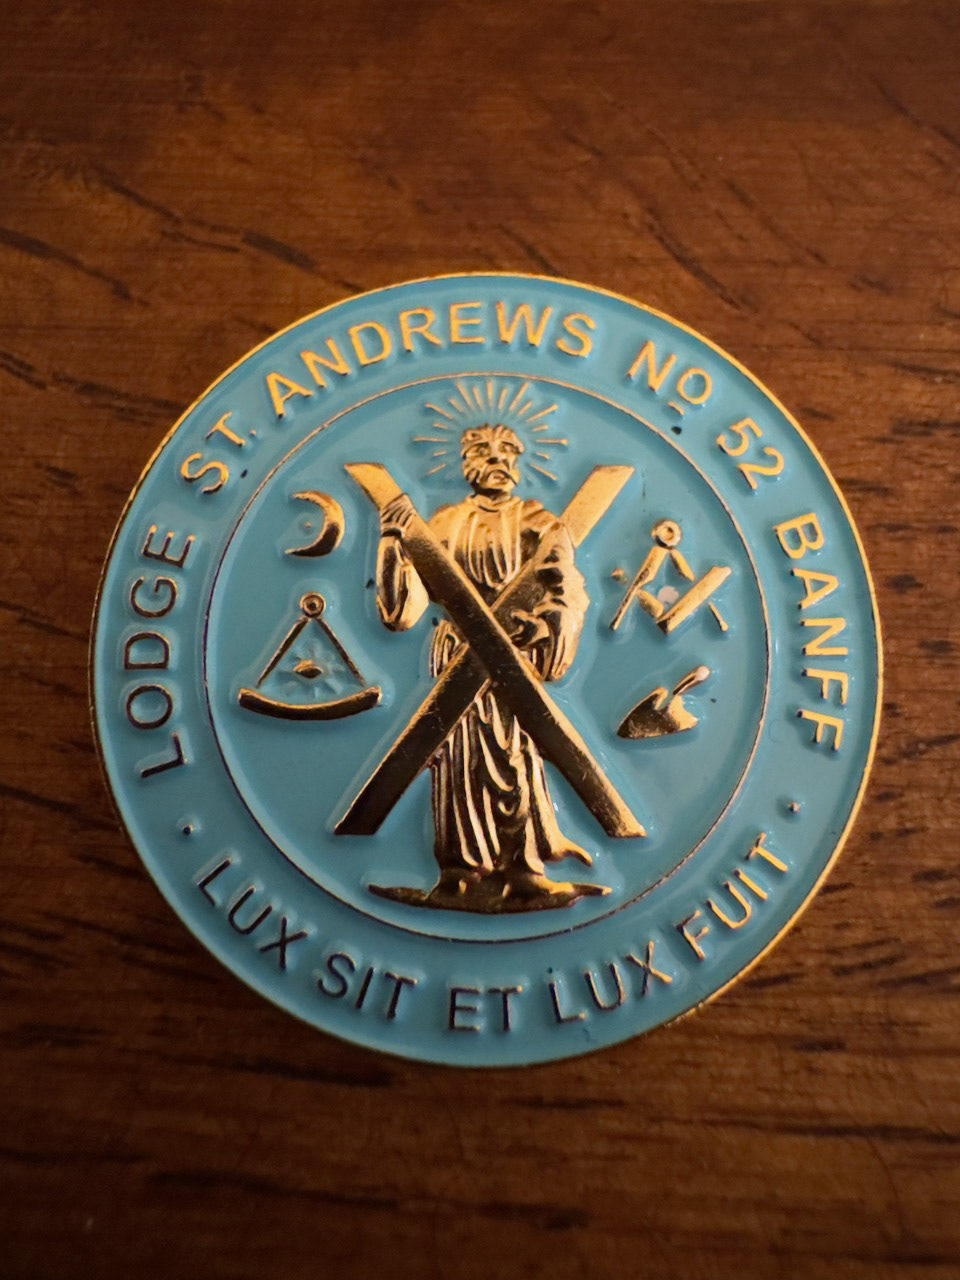 LODGE ST. ANDREWS Nº 52 BANFF
· LUX SIT ET LUX FUIT ·